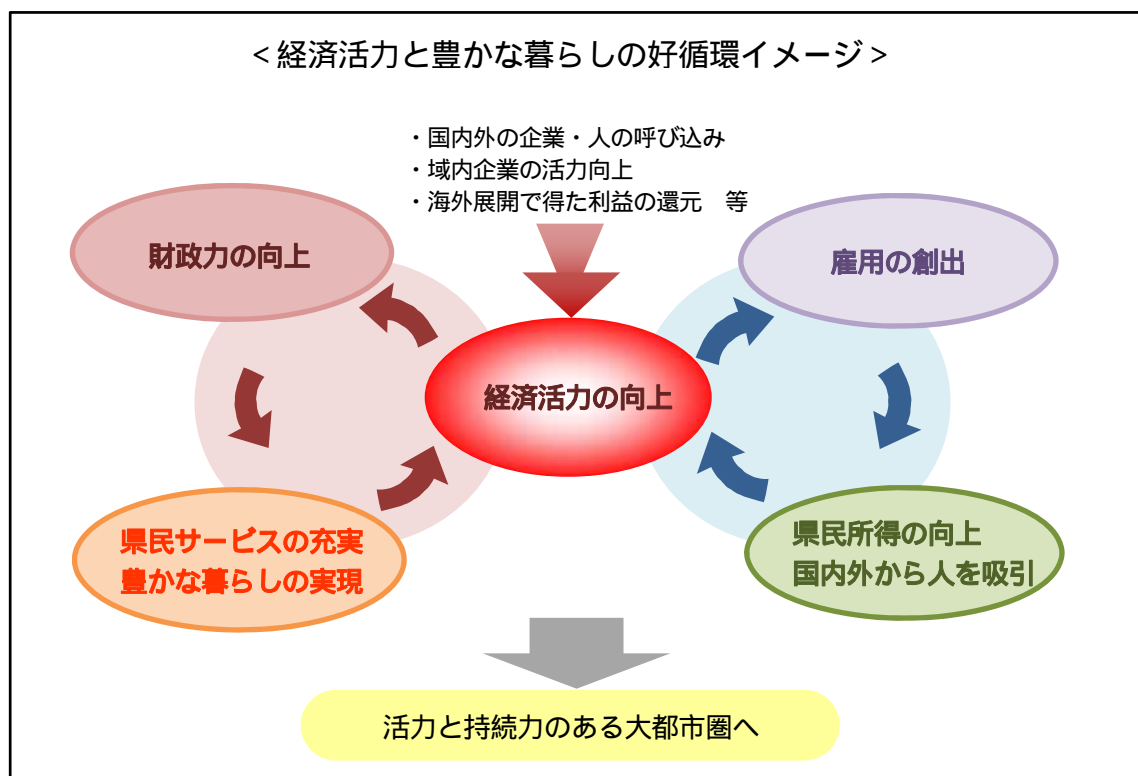 ＜経済活力と豊かな暮らしの好循環イメージ＞
・国内外の企業・人の呼び込み
・域内企業の活力向上
・海外展開で得た利益の還元　等
財政力の向上
雇用の創出
経済活力の向上
県民サービスの充実
豊かな暮らしの実現
県民所得の向上
国内外から人を吸引
活力と持続力のある大都市圏へ